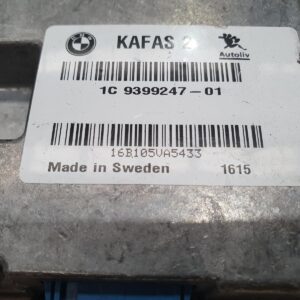 KAFAS 2
Autoliv
1C 9399247-01
16B105VA5433
Made in Sweden 1615